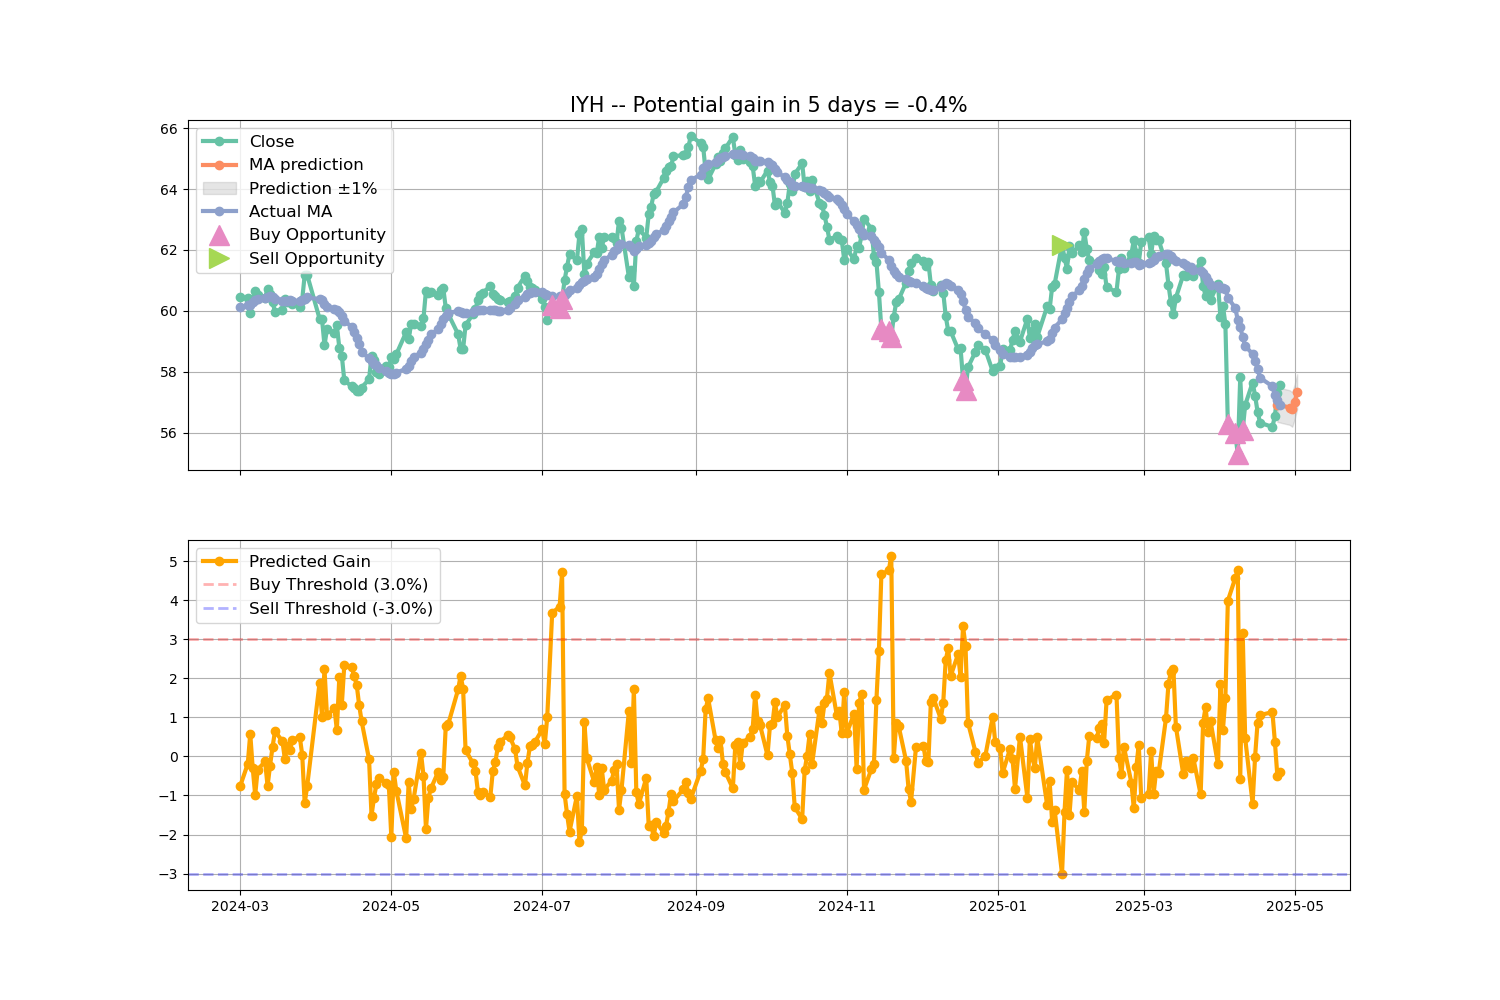 IYH -- Potential gain in 5 days = -0.4%
66
64
62
60
58
56
Close
MA prediction
Prediction ±1%
Actual MA
Buy Opportunity
Sell Opportunity
5
4
3
2
1
0
−1
−2
−3
Predicted Gain
Buy Threshold (3.0%)
Sell Threshold (-3.0%)
2024-03
2024-05
2024-07
2024-09
2024-11
2025-01
2025-03
2025-05